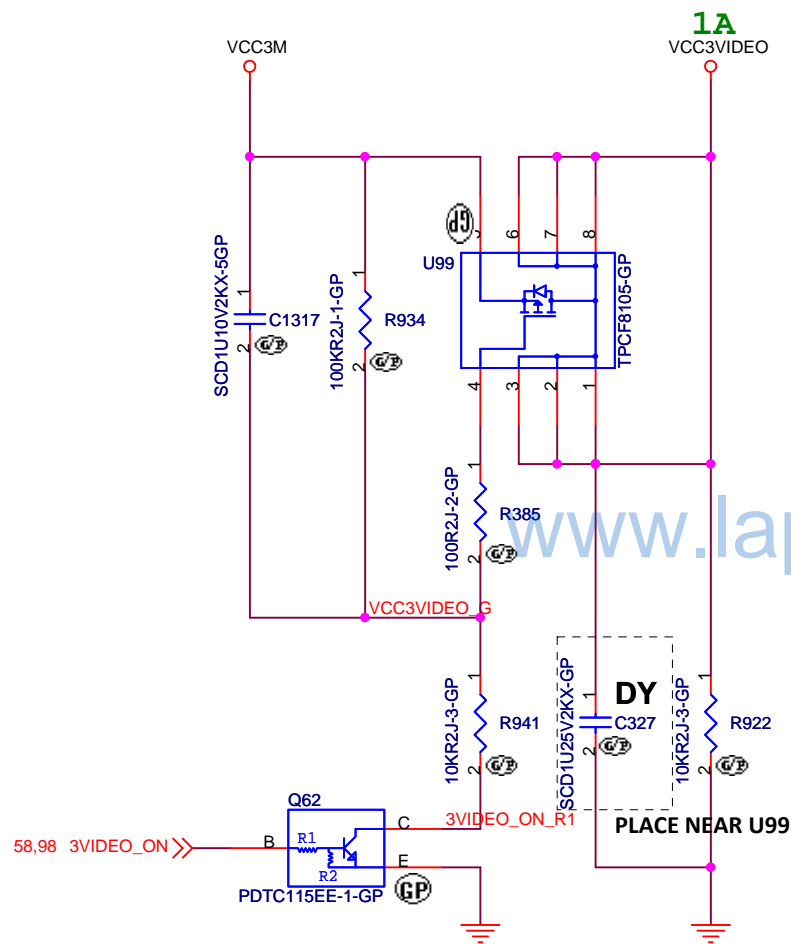 1A
VCC3M
VCC3VIDEO
GP
5
6
7
8
U99
TPCF8105-GP
SCD1U10V2KX-5GP
1
C1317
2
G/P
100KR2J-1-GP
1
R934
2
G/P
4
3
2
1
100R2J-2-GP
1
R385
2
G/P
www.lap
VCC3VIDEO_G
10KR2J-3-GP
1
R941
2
G/P
SCD1U25V2KX-GP
1
DY
C327
2
G/P
10KR2J-3-GP
1
R922
2
G/P
PLACE NEAR U99
Q62
3VIDEO_ON_R1
58,98 3VIDEO_ON
B
R1
R2
C
E
GP
PDTC115EE-1-GP